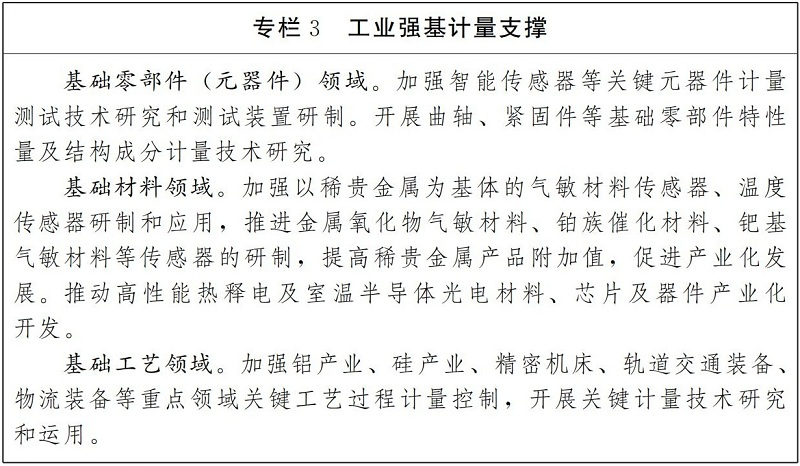 专栏 3 工业强基计量支撑
基础零部件（元器件）领域。加强智能传感器等关键元器件计量
测试技术研究和测试装置研制。开展曲轴、紧固件等基础零部件特性
量及结构成分计量技术研究。
基础材料领域。加强以稀贵金属为基体的气敏材料传感器、温度
传感器研制和应用，推进金属氧化物气敏材料、铂族催化材料、钯基
气敏材料等传感器的研制，提高稀贵金属产品附加值，促进产业化发
展。推动高性能热释电及室温半导体光电材料、芯片及器件产业化
开发。
基础工艺领域。加强铝产业、硅产业、精密机床、轨道交通装备、
物流装备等重点领域关键工艺过程计量控制，开展关键计量技术研究
和运用。